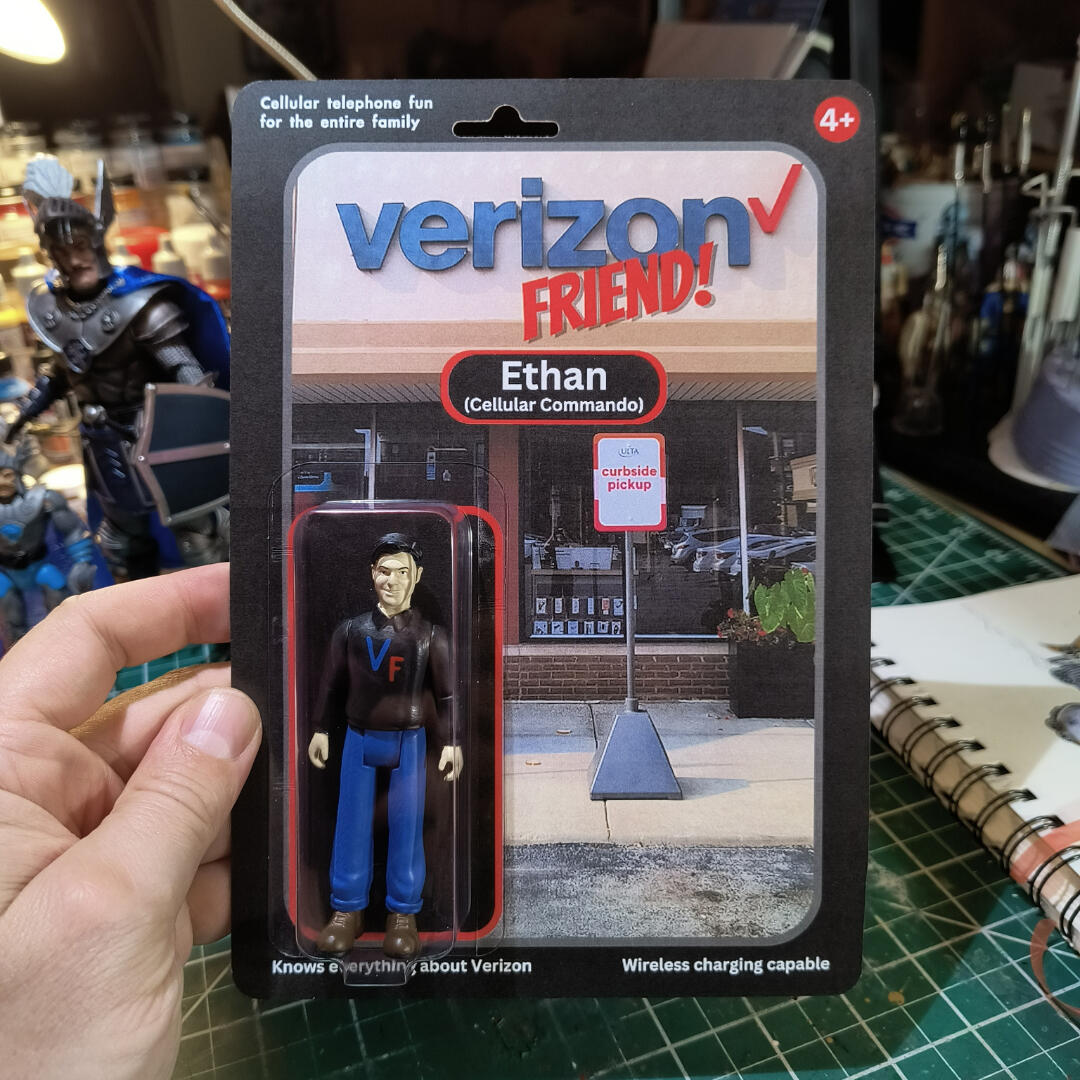 Cellular telephone fun
for the entire family
4+
verizon
FRIEND!
Ethan
(Cellular Commando)
ULTA
curbside
pickup
V
F
Knows everything about Verizon
Wireless charging capable